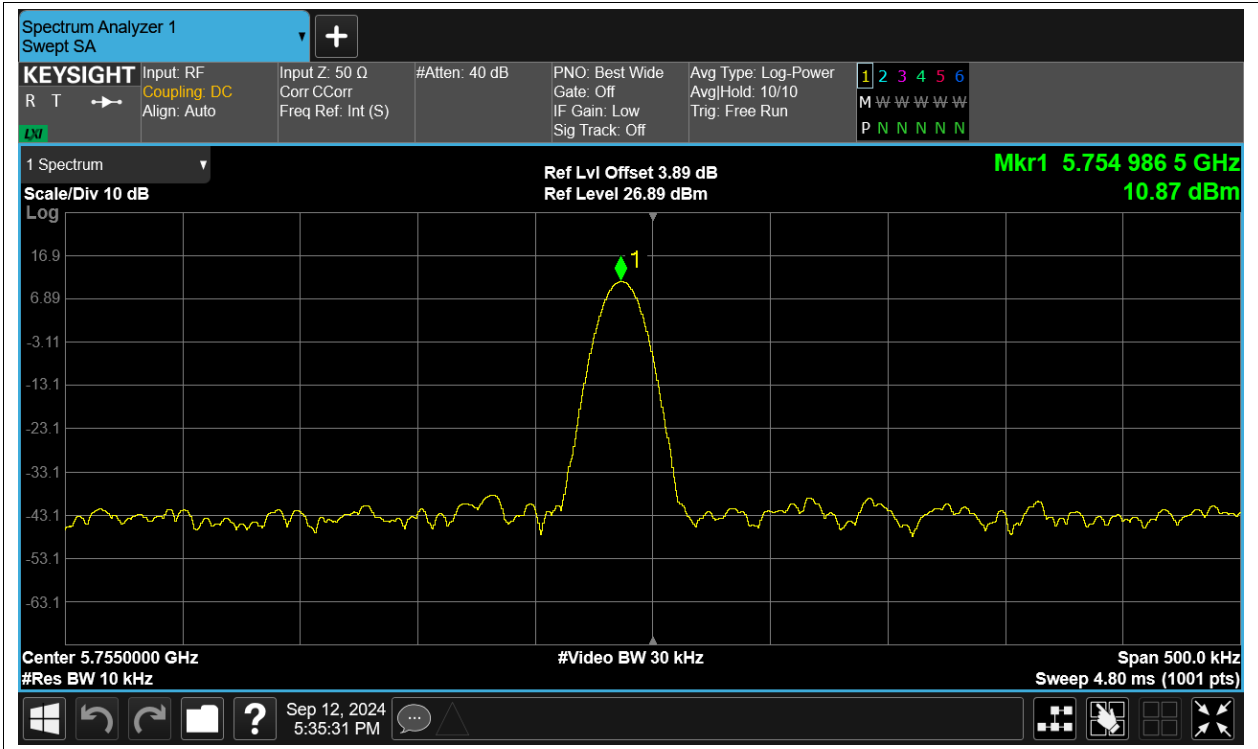 Spectrum Analyzer 1
Swept SA
+
KEYSIGHT
R T
LXI
Input: RF
Coupling: DC
Align: Auto
Input Z: 50 Ω
Corr CCorr
Freq Ref: Int (S)
#Atten: 40 dB
PNO: Best Wide
Gate: Off
IF Gain: Low
Sig Track: Off
Avg Type: Log-Power
Avg|Hold: 10/10
Trig: Free Run
1 2 3 4 5 6
M W W W W W
P N N N N N
1 Spectrum
Scale/Div 10 dB
Log
Ref Lvl Offset 3.89 dB
Ref Level 26.89 dBm
Mkr1 5.754 986 5 GHz
10.87 dBm
1
16.9
6.89
-3.11
-13.1
-23.1
-33.1
-43.1
-53.1
-63.1
Center 5.7550000 GHz
#Res BW 10 kHz
#Video BW 30 kHz
Span 500.0 kHz
Sweep 4.80 ms (1001 pts)
?
Sep 12, 2024
5:35:31 PM